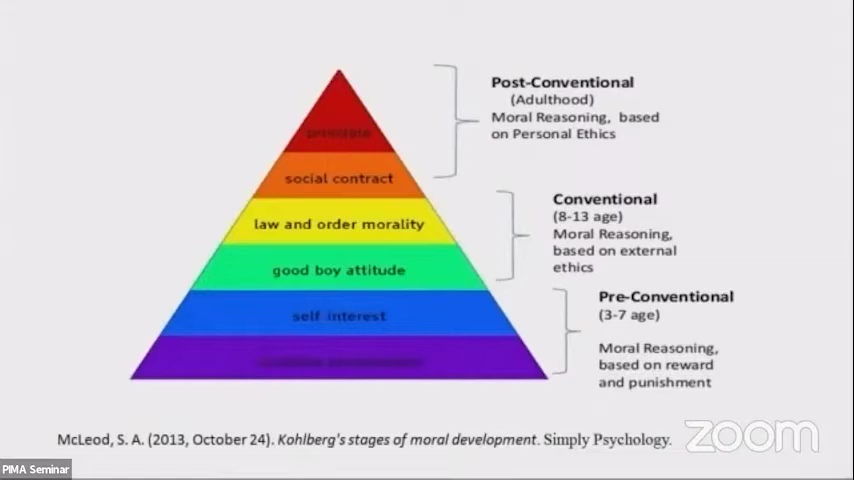 principle
social contract
law and order morality
good boy attitude
self interest
Post-Conventional
(Adulthood)
Moral Reasoning, based
on Personal Ethics
Conventional
(8-13 age)
Moral Reasoning,
based on external
ethics
Pre-Conventional
(3-7 age)
Moral Reasoning,
based on reward
and punishment
McLeod, S. A. (2013, October 24). Kohlberg's stages of moral development. Simply Psychology.
zoom
PIMA Seminar